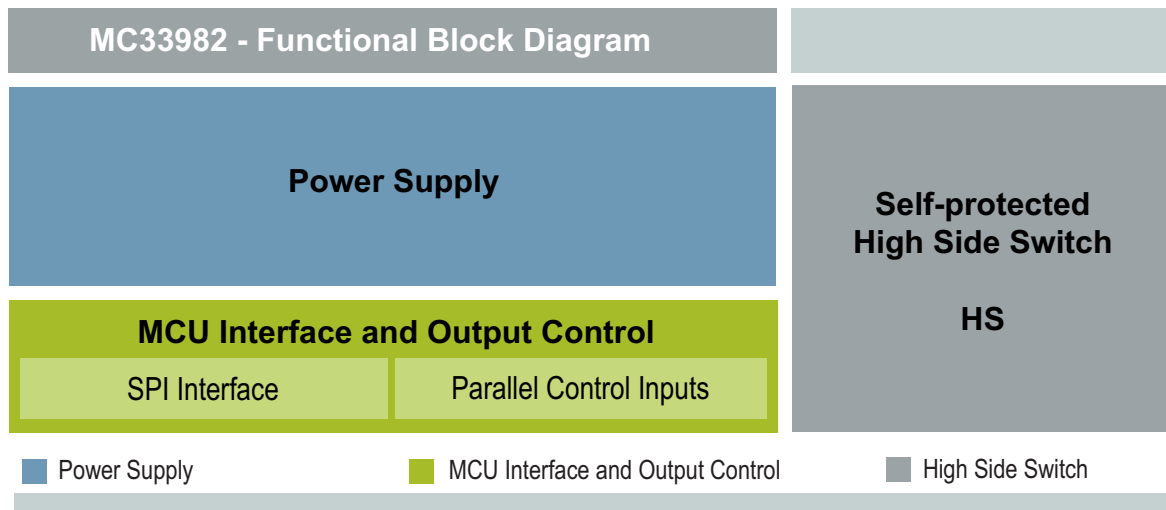 MC33982 - Functional Block Diagram
Power Supply
Self-protected
High Side Switch
HS
MCU Interface and Output Control
SPI Interface
Parallel Control Inputs
Power Supply
MCU Interface and Output Control
High Side Switch